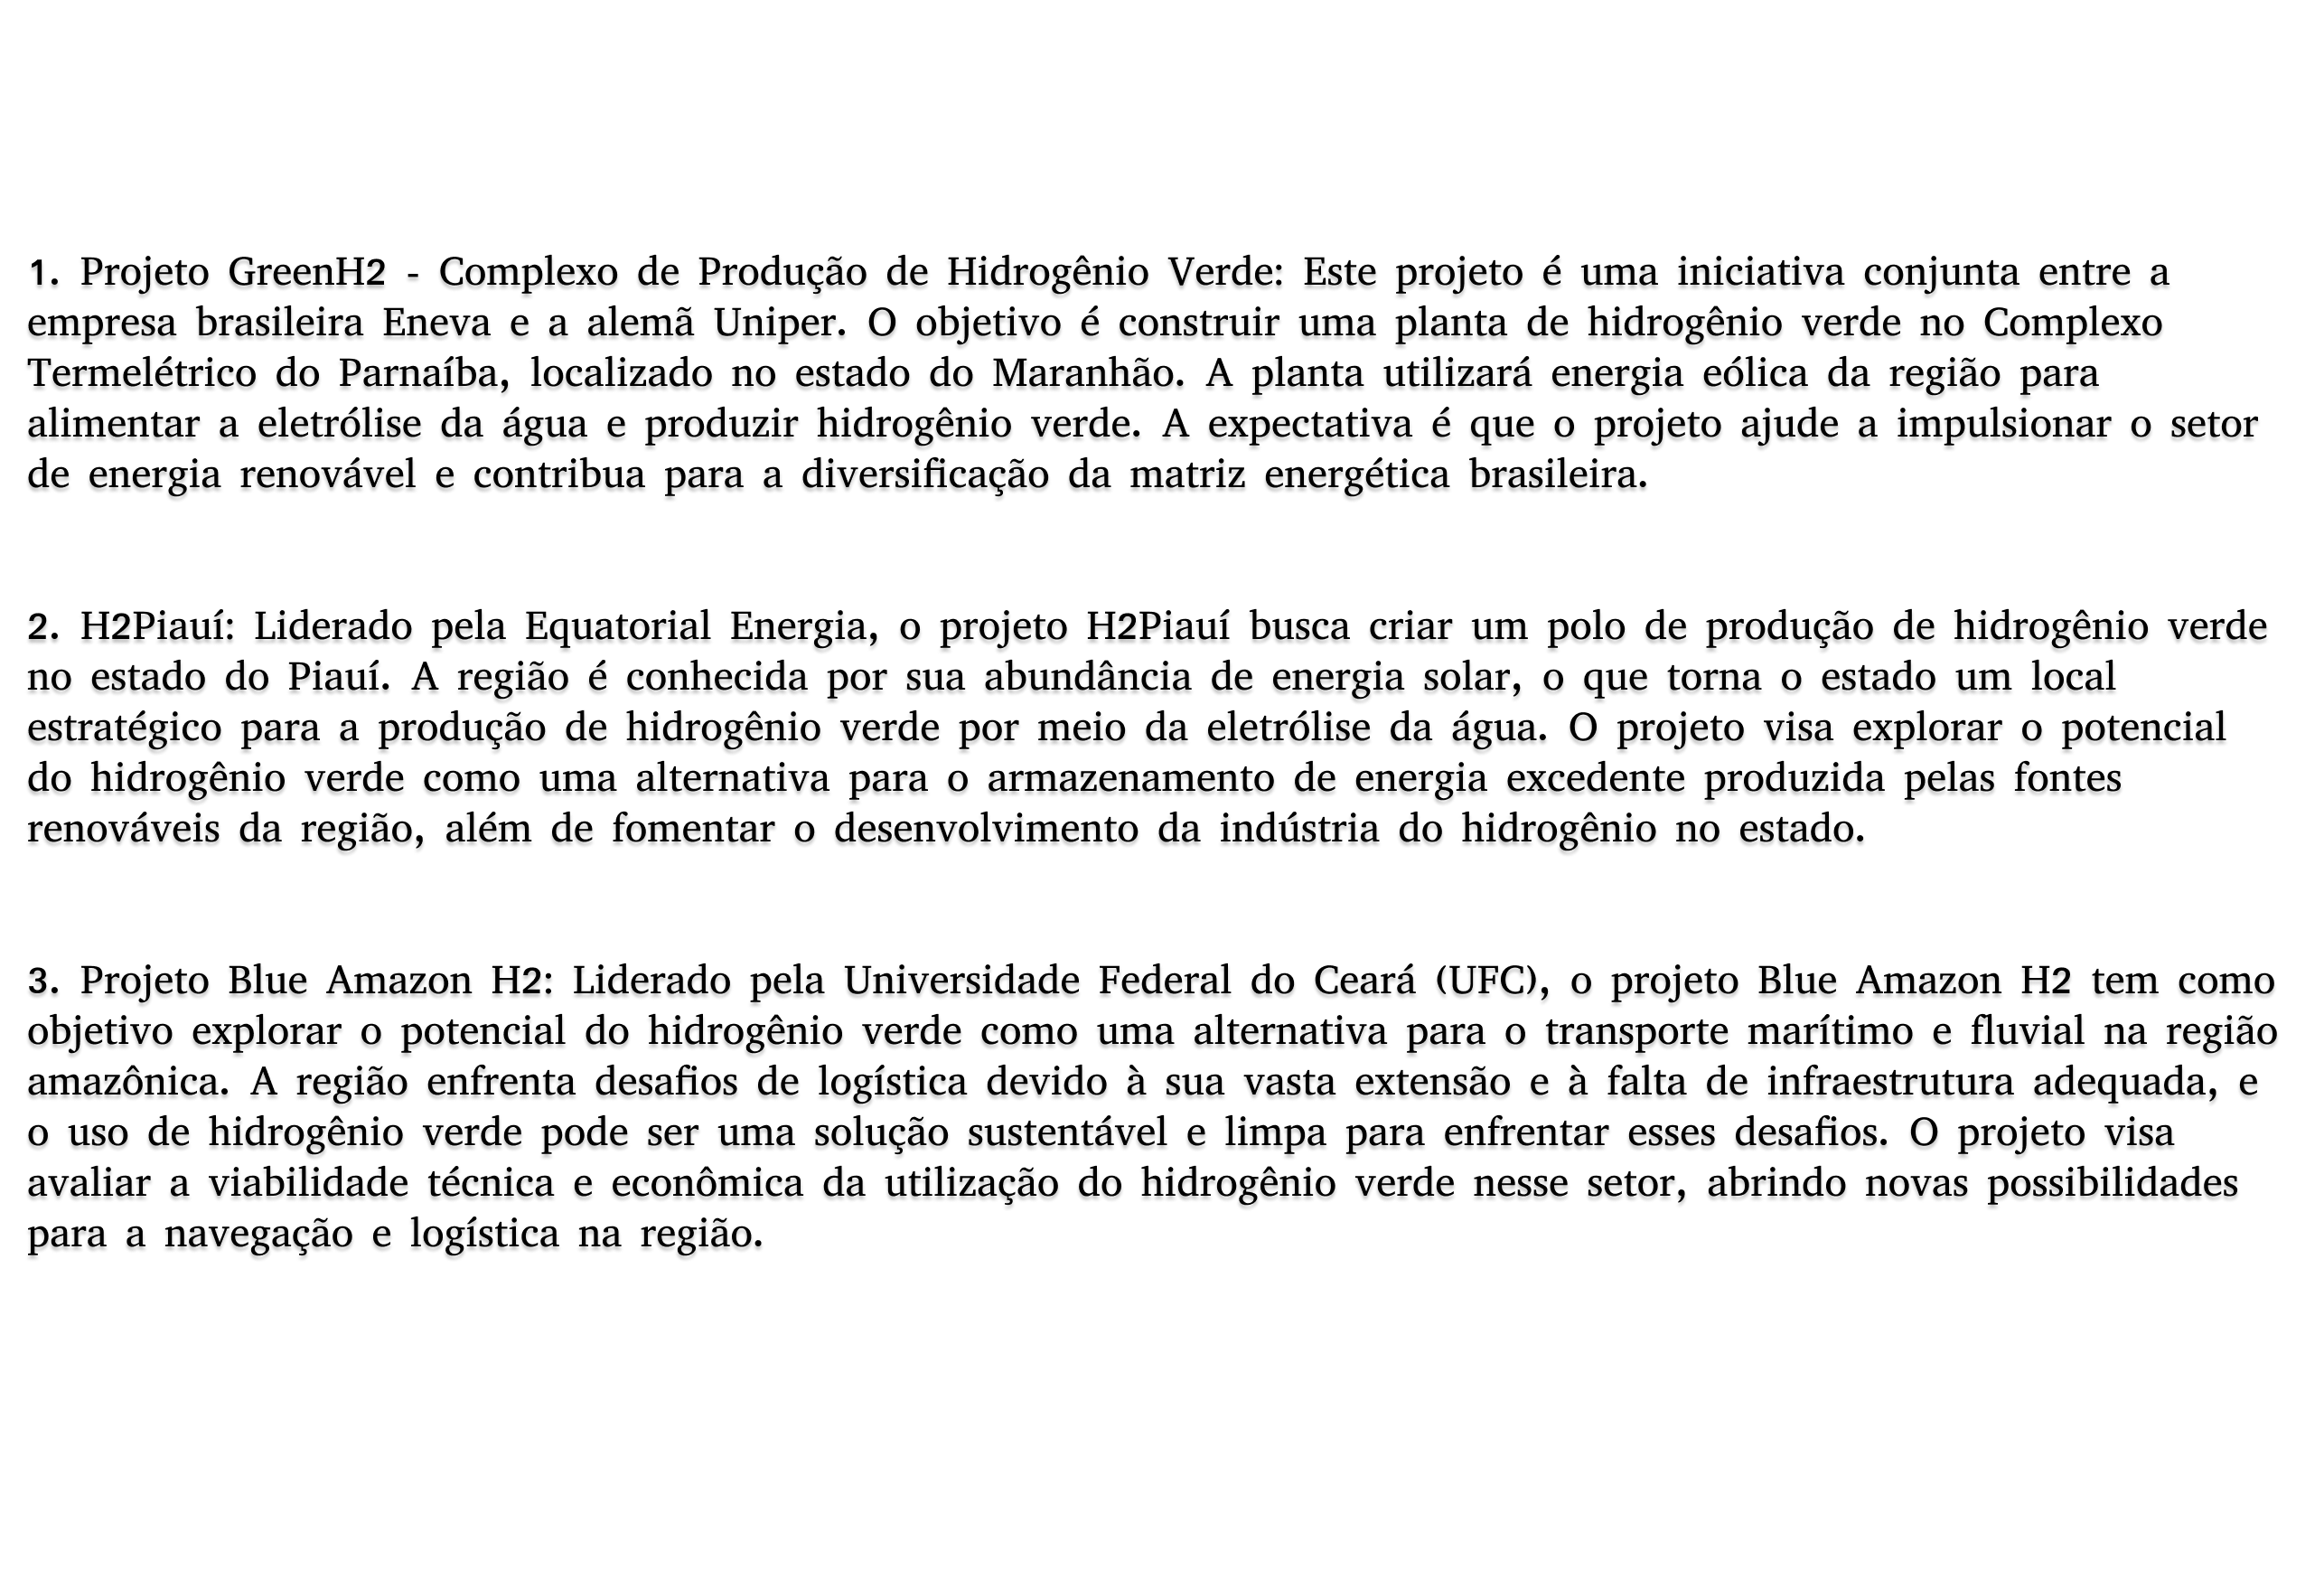 1. Projeto GreenH2 - Complexo de Produção de Hidrogênio Verde: Este projeto é uma iniciativa conjunta entre a
empresa brasileira Eneva e a alemã Uniper. O objetivo é construir uma planta de hidrogênio verde no Complexo
Termelétrico do Parnaíba, localizado no estado do Maranhão. A planta utilizará energia eólica da região para
alimentar a eletrólise da água e produzir hidrogênio verde. A expectativa é que o projeto ajude a impulsionar o setor
de energia renovável e contribua para a diversificação da matriz energética brasileira.
2. H2Piauí: Liderado pela Equatorial Energia, o projeto H2Piauí busca criar um polo de produção de hidrogênio verde
no estado do Piauí. A região é conhecida por sua abundância de energia solar, o que torna o estado um local
estratégico para a produção de hidrogênio verde por meio da eletrólise da água. O projeto visa explorar o potencial
do hidrogênio verde como uma alternativa para o armazenamento de energia excedente produzida pelas fontes
renováveis da região, além de fomentar o desenvolvimento da indústria do hidrogênio no estado.
3. Projeto Blue Amazon H2: Liderado pela Universidade Federal do Ceará (UFC), o projeto Blue Amazon H2 tem como
objetivo explorar o potencial do hidrogênio verde como uma alternativa para o transporte marítimo e fluvial na região
amazônica. A região enfrenta desafios de logística devido à sua vasta extensão e à falta de infraestrutura adequada, e
o uso de hidrogênio verde pode ser uma solução sustentável e limpa para enfrentar esses desafios. O projeto visa
avaliar a viabilidade técnica e econômica da utilização do hidrogênio verde nesse setor, abrindo novas possibilidades
para a navegação e logística na região.